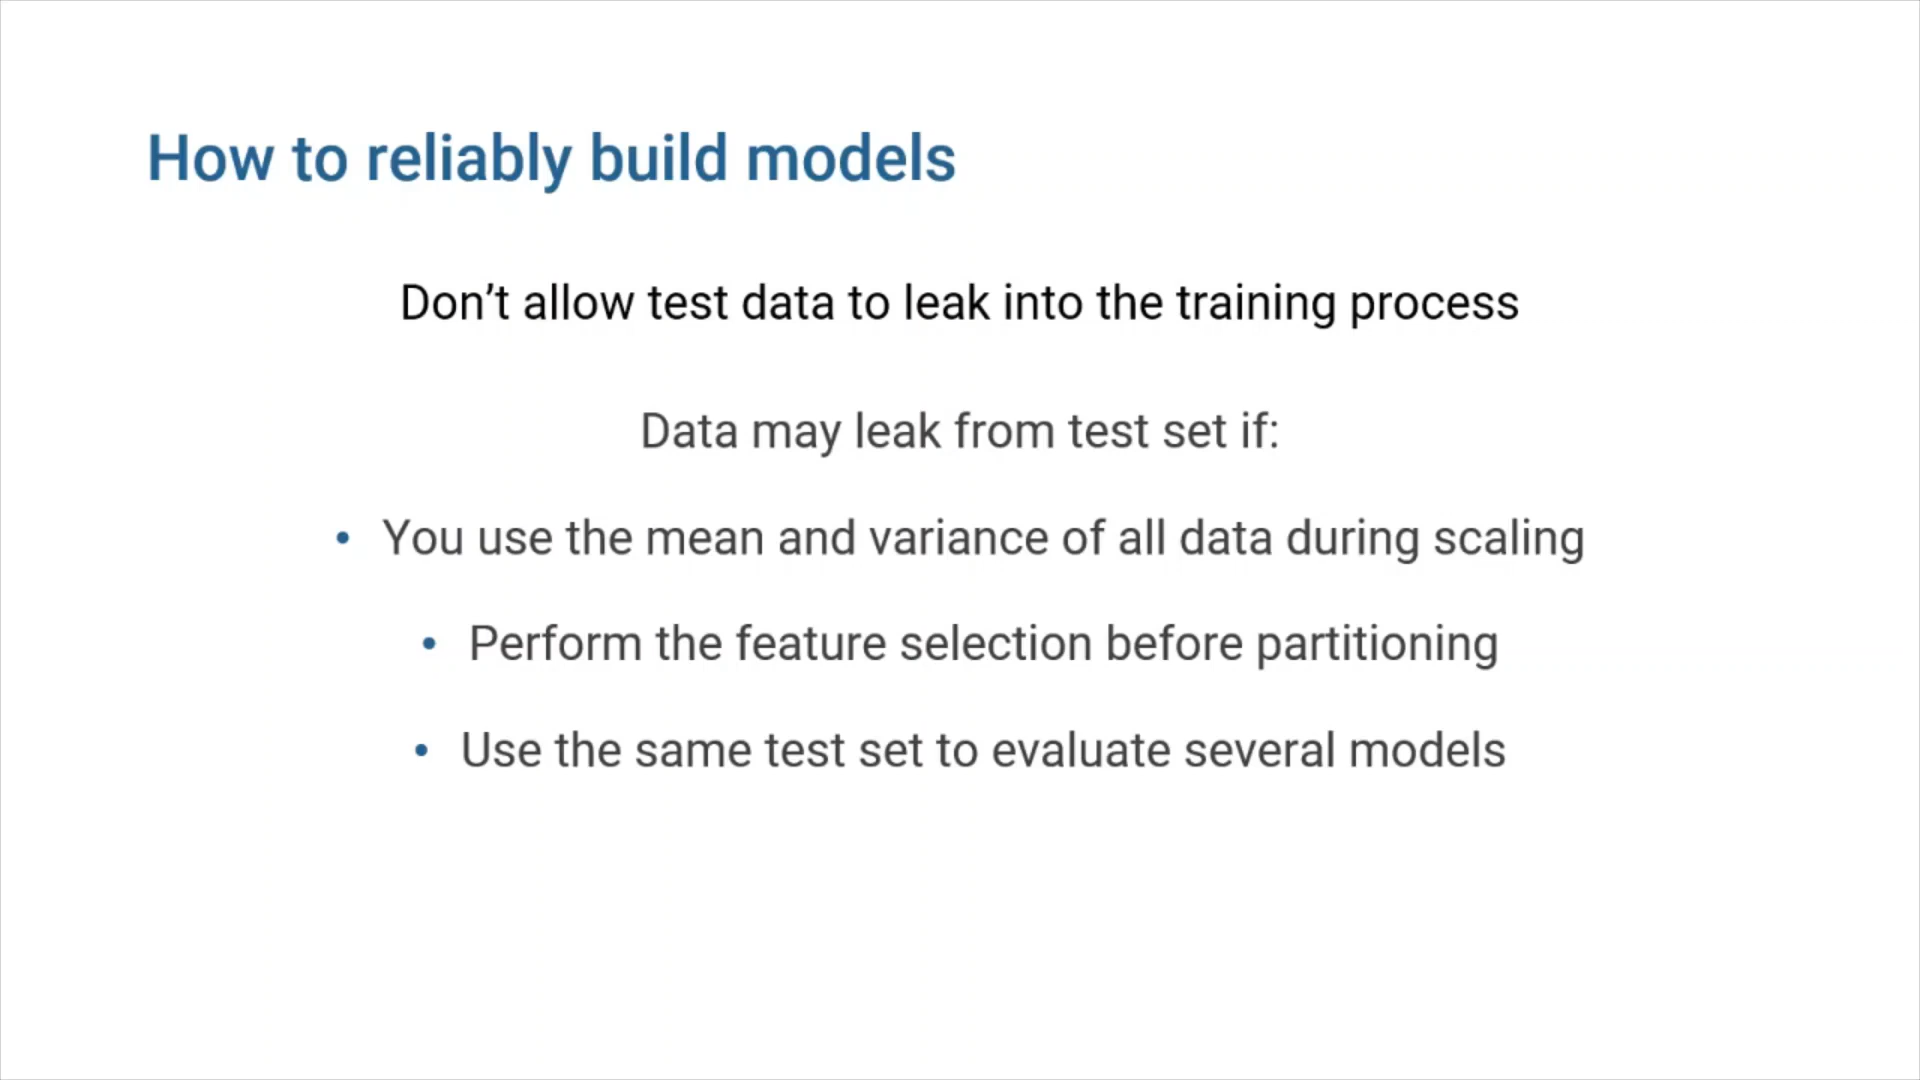 How to reliably build models
Don’t allow test data to leak into the training process
Data may leak from test set if:
• You use the mean and variance of all data during scaling
• Perform the feature selection before partitioning
• Use the same test set to evaluate several models